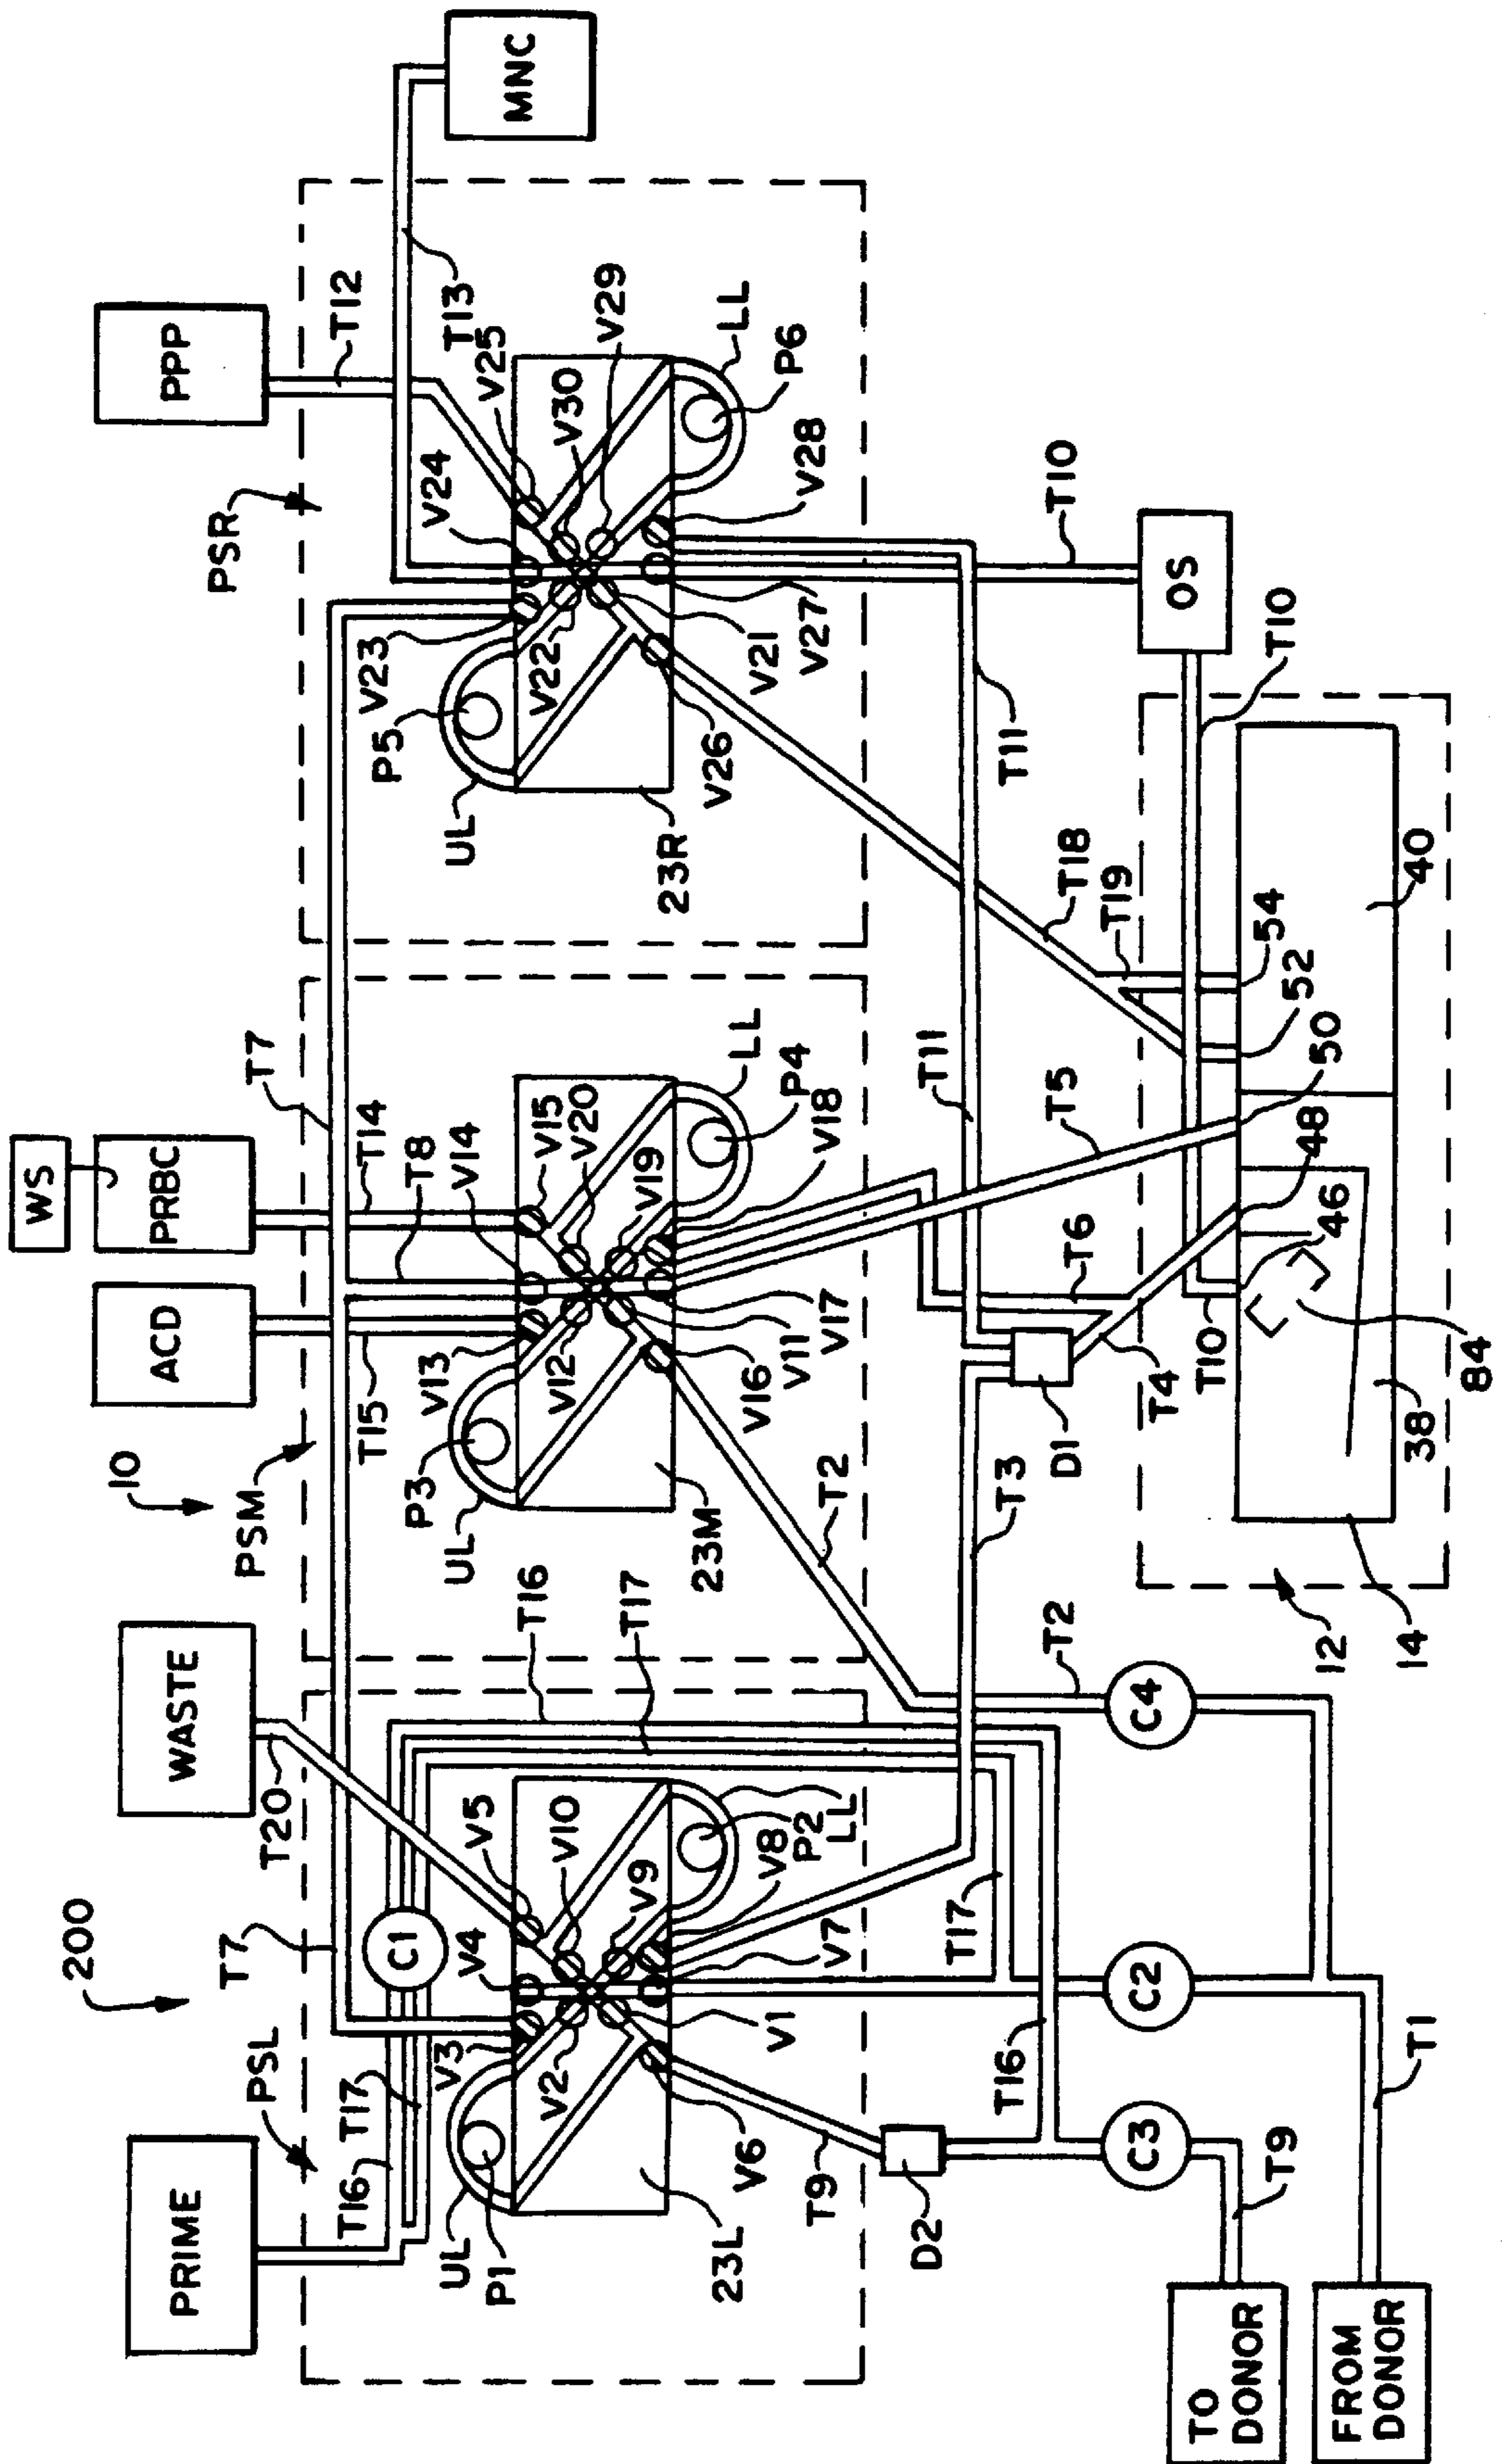 PRIME
WASTE
ACD
PRBC
WS
PPP
MNC
200
PSL
T7
T20
10
PSM
T15
T14
T7
PSR
T12
T13
T16
T17
C1
T16
T17
T8
UL
P1
V3
V4
V5
V2
V10
V9
V1
V6
V7
V8
P2
LL
23L
UL
P3
V13
V14
V15
V12
V20
V19
V11
V16
V17
V18
P4
LL
23M
UL
P5
V23
V24
V25
V22
V30
V29
V21
V26
V27
V28
P6
LL
23R
T9
D2
T16
T17
T2
T3
T2
D1
T4
T6
T11
T5
T11
T18
T19
T10
OS
T10
T10
C3
C2
C4
T9
T1
TO
DONOR
FROM
DONOR
12
14
38
84
46
48
50
52
54
40